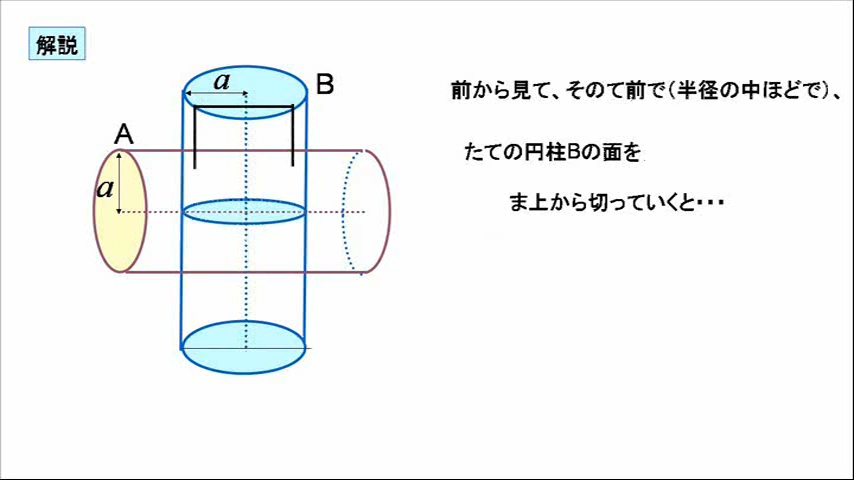 解説
a
B
A
a
前から見て、そのて前で(半径の中ほどで)、
たての円柱Bの面を
ま上から切っていくと・・・